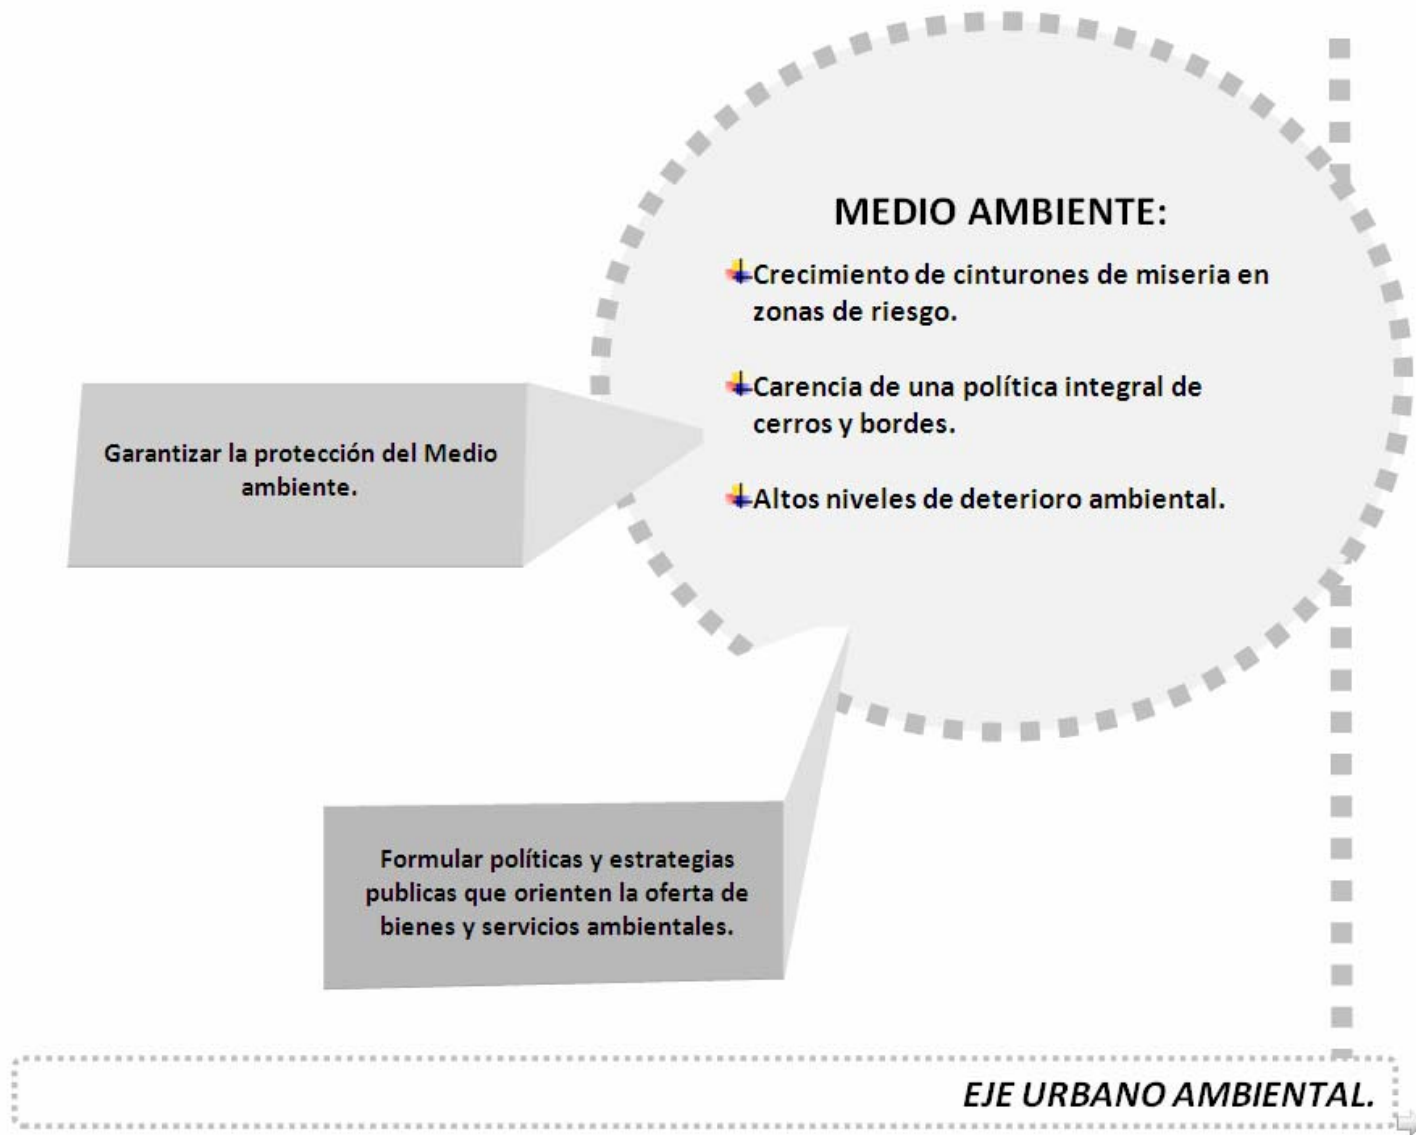 MEDIO AMBIENTE:
Crecimiento de cinturones de miseria en
zonas de riesgo.
Carencia de una política integral de
cerros y bordes.
Altos niveles de deterioro ambiental.
Garantizar la protección del Medio
ambiente.
Formular políticas y estrategias
publicas que orienten la oferta de
bienes y servicios ambientales.
EJE URBANO AMBIENTAL.